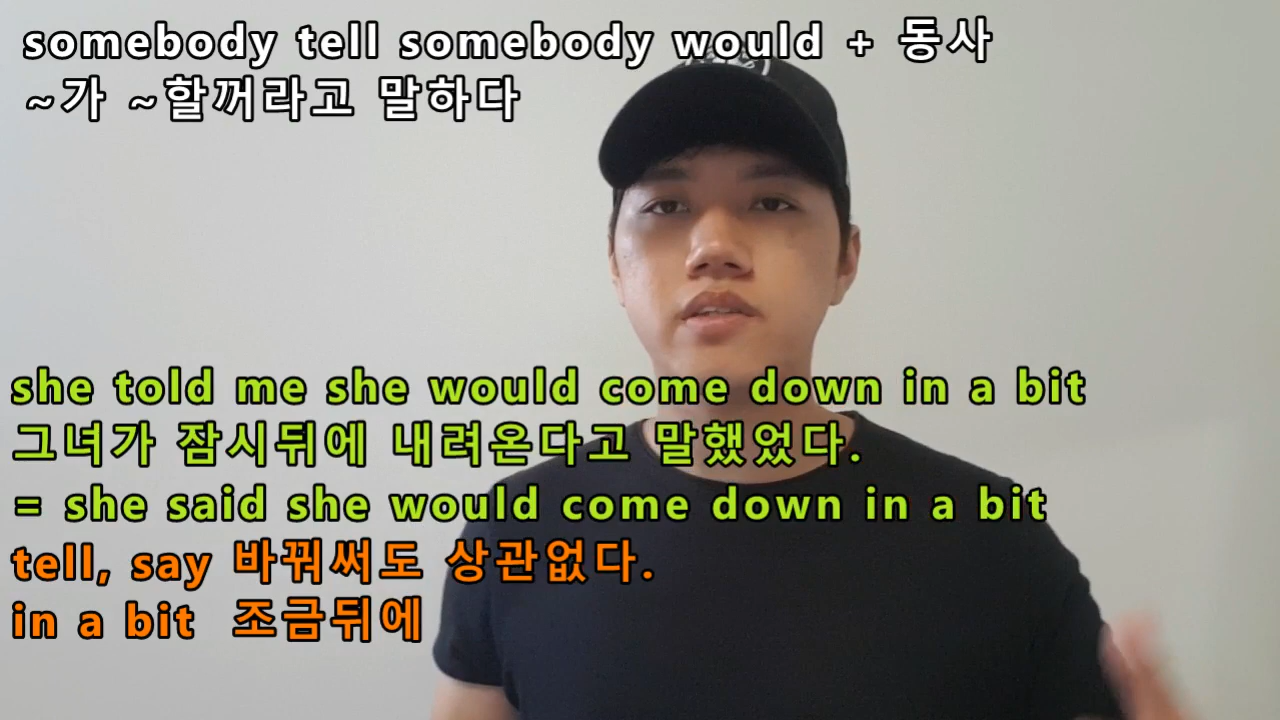 somebody tell somebody would + 동사
~가 ~할꺼라고 말하다
she told me she would come down in a bit
그녀가 잠시뒤에 내려온다고 말했었다.
= she said she would come down in a bit
tell, say 바꿔써도 상관없다.
in a bit 조금뒤에